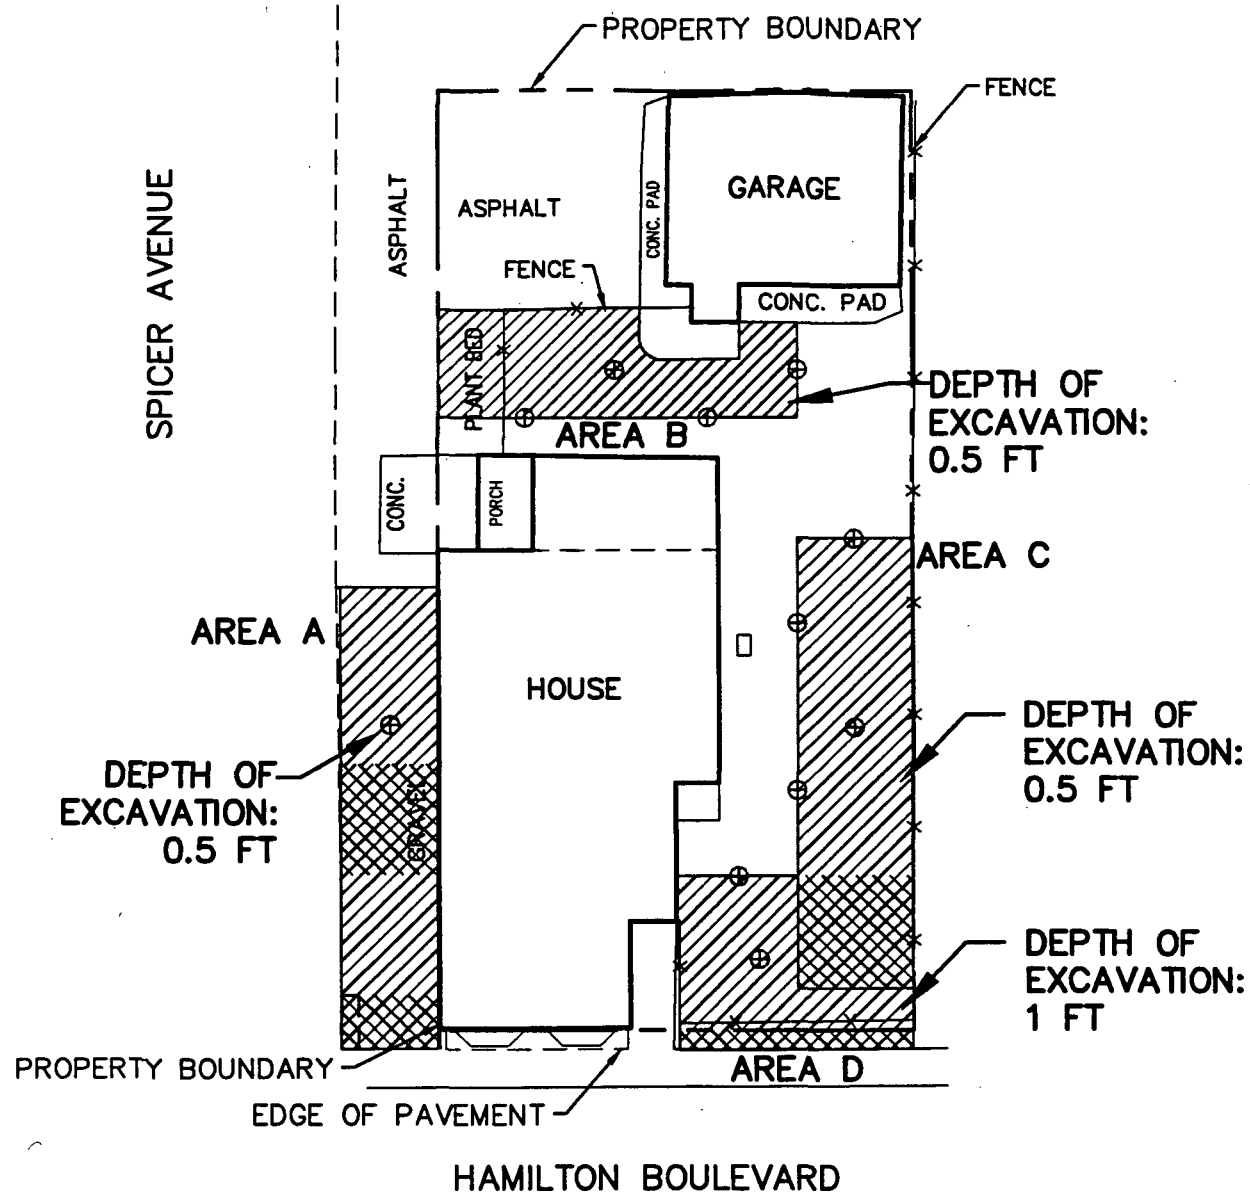 PROPERTY BOUNDARY
FENCE
SPICER AVENUE
ASPHALT
ASPHALT
CONC. PAD
GARAGE
FENCE
CONC. PAD
PLANT BED
DEPTH OF
EXCAVATION:
0.5 FT
AREA B
CONC.
PORCH
AREA C
AREA A
HOUSE
DEPTH OF
EXCAVATION:
0.5 FT
DEPTH OF
EXCAVATION:
0.5 FT
GRAVEL
DEPTH OF
EXCAVATION:
1 FT
PROPERTY BOUNDARY
AREA D
EDGE OF PAVEMENT
HAMILTON BOULEVARD